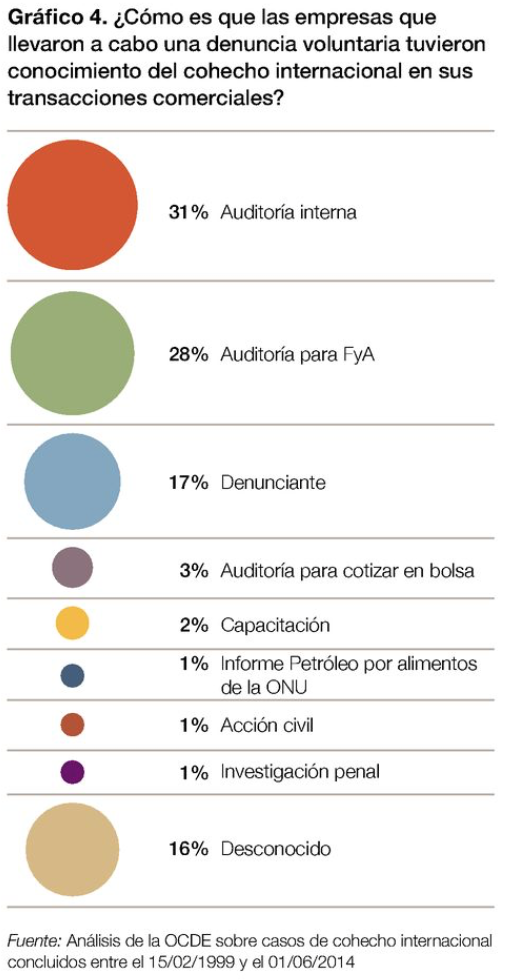 Gráfico 4. ¿Cómo es que las empresas que
llevaron a cabo una denuncia voluntaria tuvieron
conocimiento del cohecho internacional en sus
transacciones comerciales?
31% Auditoría interna
28% Auditoría para FyA
17% Denunciante
3% Auditoría para cotizar en bolsa
2% Capacitación
1% Informe Petróleo por alimentos
de la ONU
1% Acción civil
1% Investigación penal
16% Desconocido
Fuente: Análisis de la OCDE sobre casos de cohecho internacional
concluidos entre el 15/02/1999 y el 01/06/2014